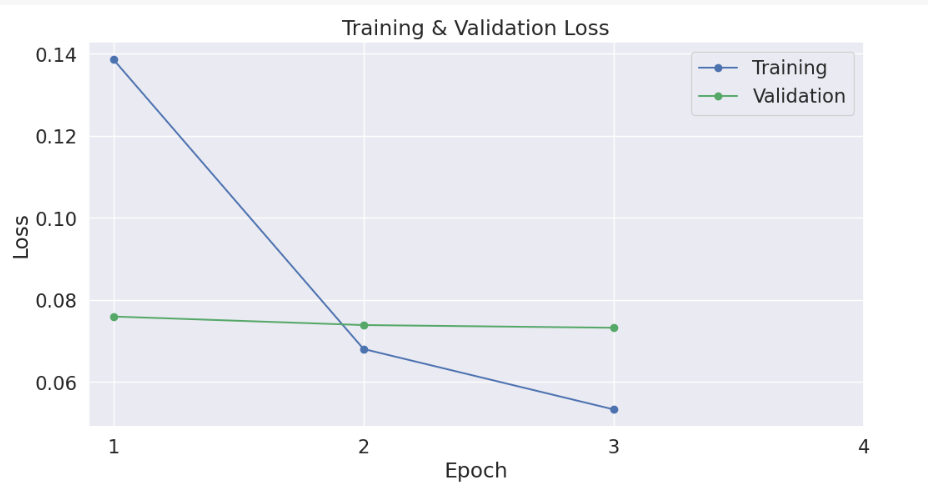 Training & Validation Loss
0.14
0.12
0.10
0.08
0.06
Loss
Training
Validation
1 2 3 4
Epoch